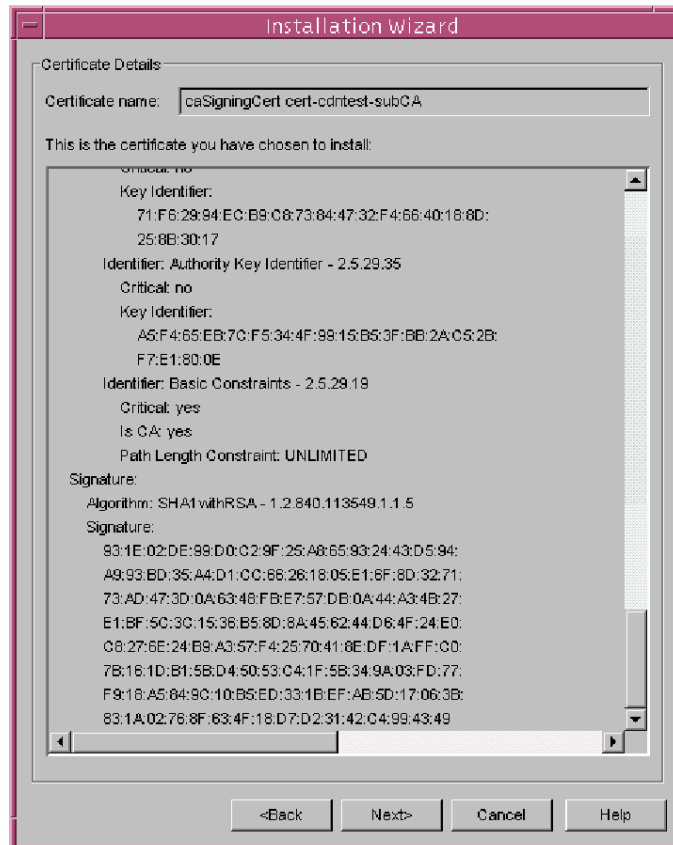 Installation Wizard
Certificate Details
Certificate name: caSigningCert cert-cdntest-subCA
This is the certificate you have chosen to install:
Critical: no
Key Identifier:
71:F6:29:94:EC:B9:C8:73:84:47:32:F4:66:40:18:8D:
25:8B:30:17
Identifier: Authority Key Identifier - 2.5.29.35
Critical: no
Key Identifier:
A5:F4:65:EB:7C:F5:34:4F:99:15:B5:3F:BB:2A:C5:2B:
F7:E1:80:0E
Identifier: Basic Constraints - 2.5.29.19
Critical: yes
Is CA: yes
Path Length Constraint: UNLIMITED
Signature:
Algorithm: SHA1withRSA - 1.2.840.113549.1.1.5
Signature:
93:1E:02:DE:99:D0:C2:9F:25:A8:65:93:24:43:D5:94:
A9:93:BD:35:A4:D1:CC:66:26:18:05:E1:6F:8D:32:71:
73:AD:47:3D:0A:63:48:FB:E7:57:DB:0A:44:A3:4B:27:
E1:BF:5C:3C:15:36:B5:8D:8A:45:62:44:D6:4F:24:E0:
C8:27:6E:24:B9:A3:57:F4:25:70:41:8E:DF:1A:FF:C0:
7B:16:1D:B1:5B:D4:50:53:C4:1F:5B:34:9A:03:FD:77:
F9:18:A5:84:9C:10:B5:ED:33:1B:EF:AB:5D:17:06:3B:
83:1A:02:76:8F:63:4F:18:D7:D2:31:42:C4:99:43:49
<Back Next> Cancel Help